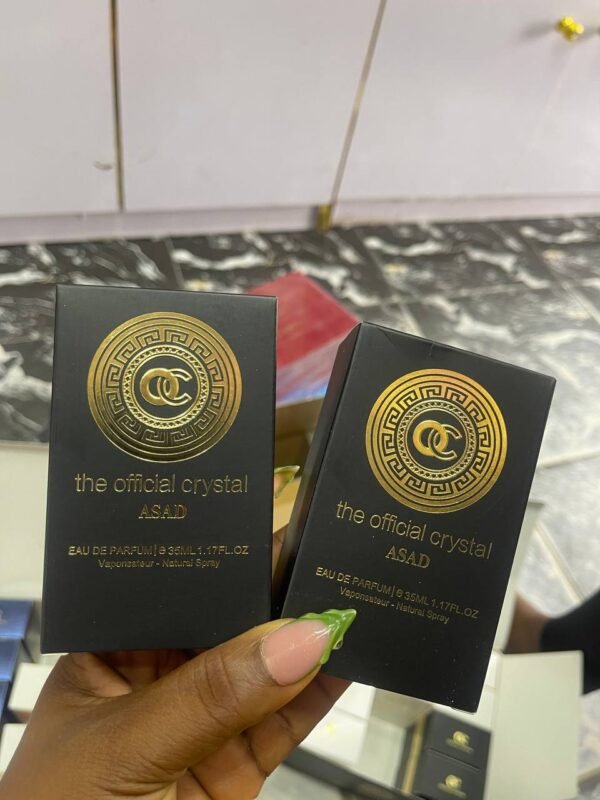 OC
the official crystal
ASAD
EAU DE PARFUM | e 35ML 1.17FL.OZ
Vaporisateur - Natural Spray
OC
the official crystal
ASAD
EAU DE PARFUM | e 35ML 1.17FL.OZ
Vaporisateur - Natural Spray